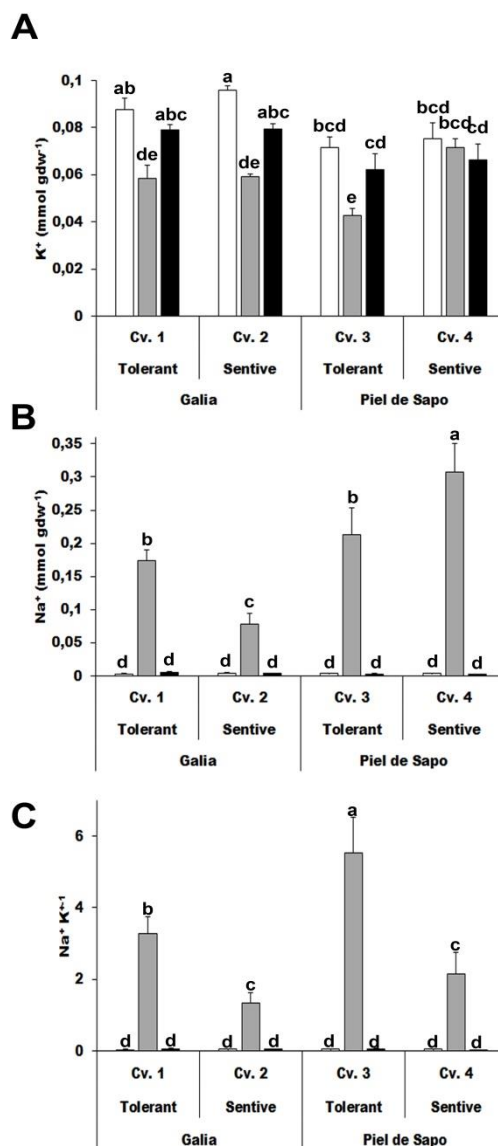 A
K+ (mmol gdw-1)
0,1
0,08
0,06
0,04
0,02
0
ab
de
abc
a
de
abc
bcd
e
cd
bcd
bcd
cd
Cv. 1 Cv. 2 Cv. 3 Cv. 4
Tolerant Sentive Tolerant Sentive
Galia Piel de Sapo
B
Na+ (mmol gdw-1)
0,35
0,3
0,25
0,2
0,15
0,1
0,05
0
d b d d c d d b d d a d
Cv. 1 Cv. 2 Cv. 3 Cv. 4
Tolerant Sentive Tolerant Sentive
Galia Piel de Sapo
C
Na+ K+-1
6
4
2
0
d b d d c d d a d d c d
Cv. 1 Cv. 2 Cv. 3 Cv. 4
Tolerant Sentive Tolerant Sentive
Galia Piel de Sapo